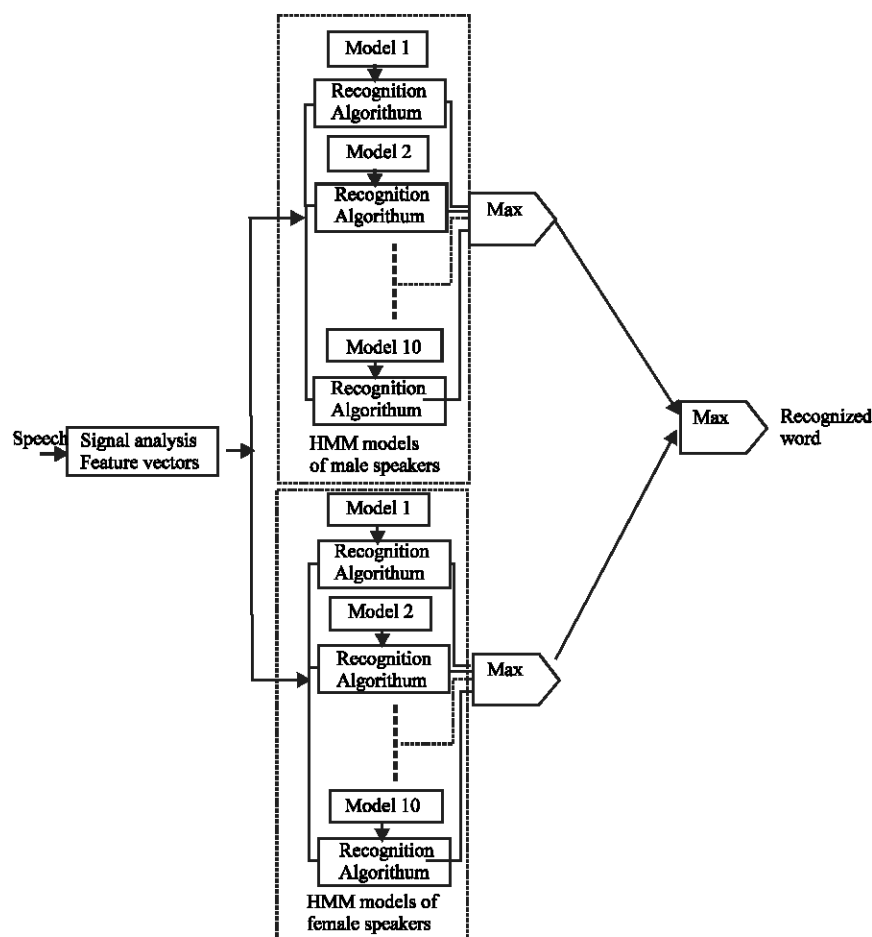 Model 1
Recognition
Algorithum
Model 2
Recognition
Algorithum
Max
Model 10
Recognition
Algorithum
HMM models
of male speakers
Speech
Signal analysis
Feature vectors
Max
Recognized
word
Model 1
Recognition
Algorithum
Model 2
Recognition
Algorithum
Max
Model 10
Recognition
Algorithum
HMM models of
female speakers